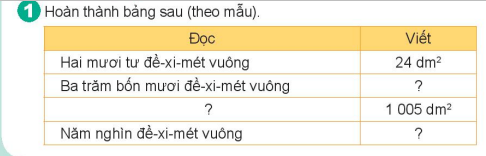 1 Hoàn thành bảng sau (theo mẫu).
Đọc Viết
Hai mươi tư đề-xi-mét vuông 24 dm²
Ba trăm bốn mươi đề-xi-mét vuông ?
? 1 005 dm²
Năm nghìn đề-xi-mét vuông ?